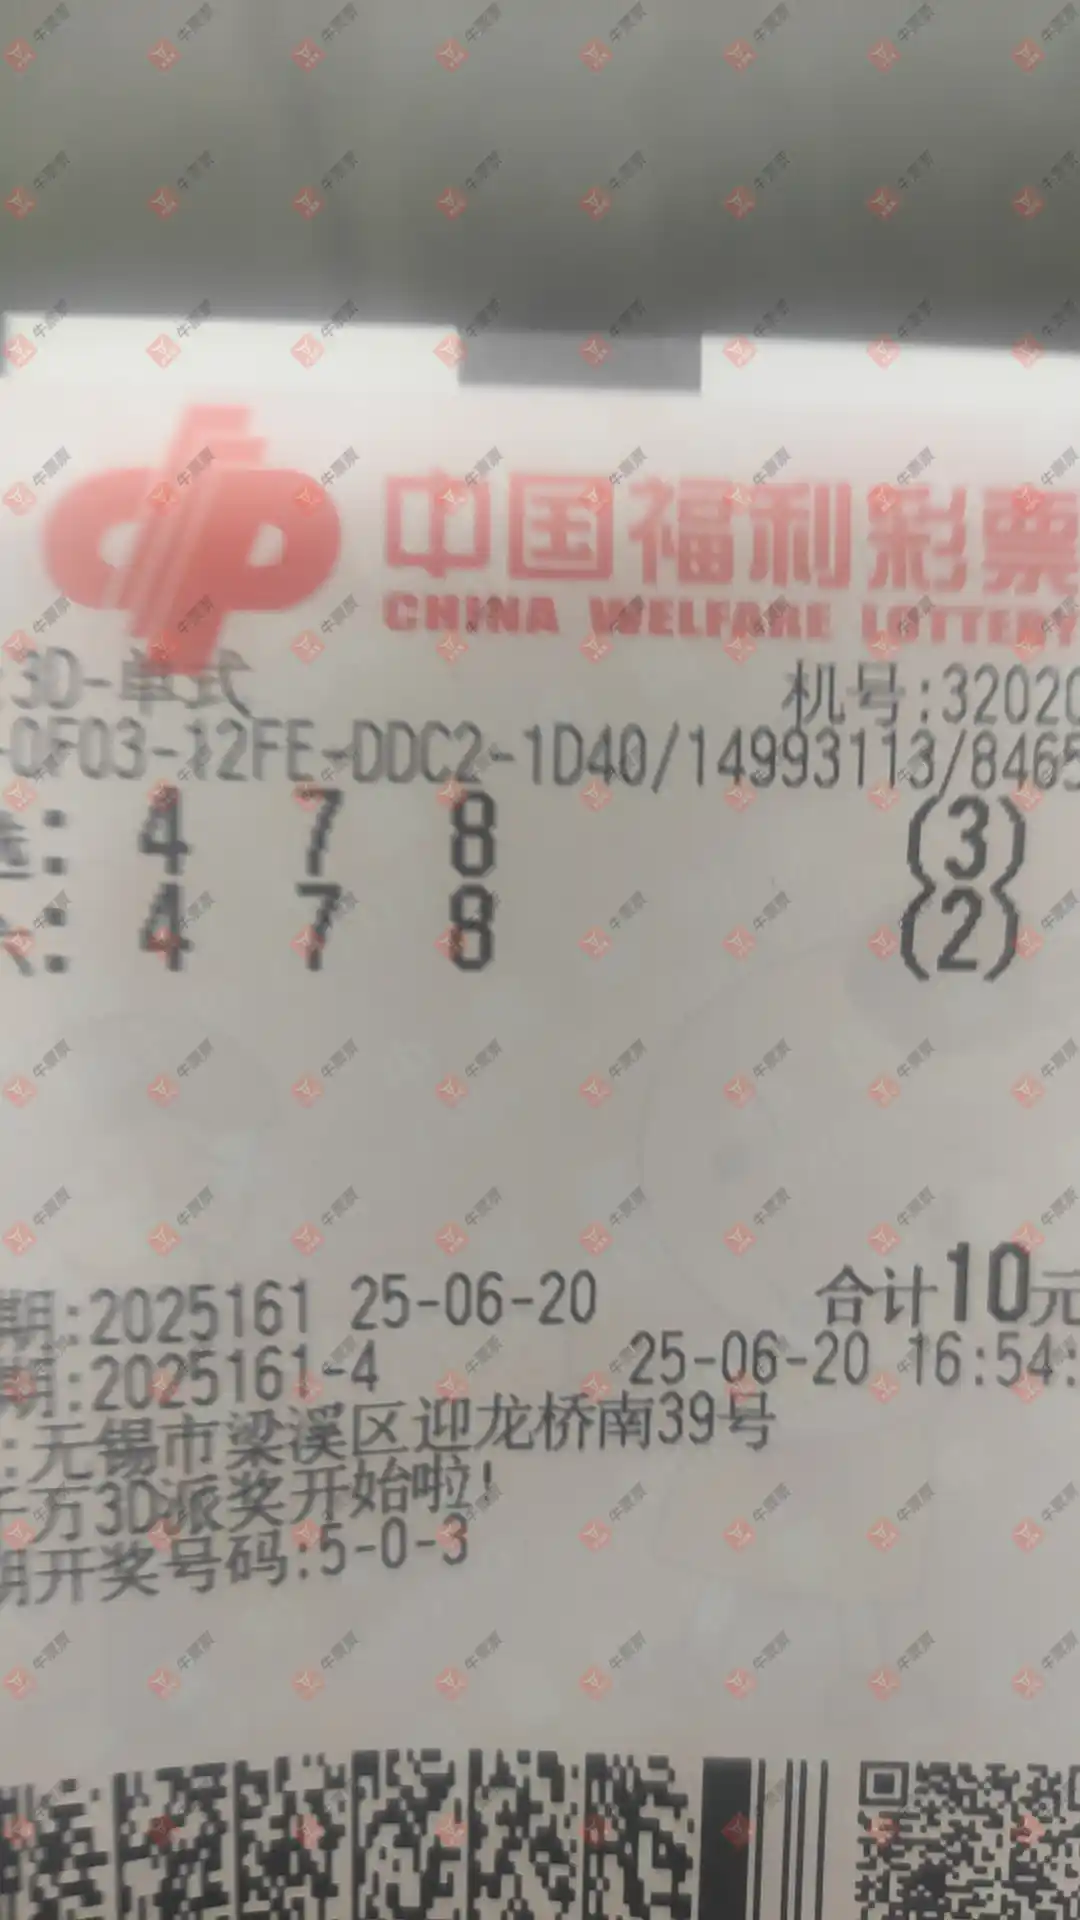 中国福利彩票
CHINA WELFARE LOTTERY
3D-单式 机号:32020
-0F03-12FE-DDC2-1D40/14993113/8465
选: 4 7 8 (3)
六: 4 7 8 (2)
期:2025161 25-06-20 合计10元
期:2025161-4 25-06-20 16:54:
:无锡市梁溪区迎龙桥南39号
千万3D派奖开始啦!
期开奖号码:5-0-3
牛票票